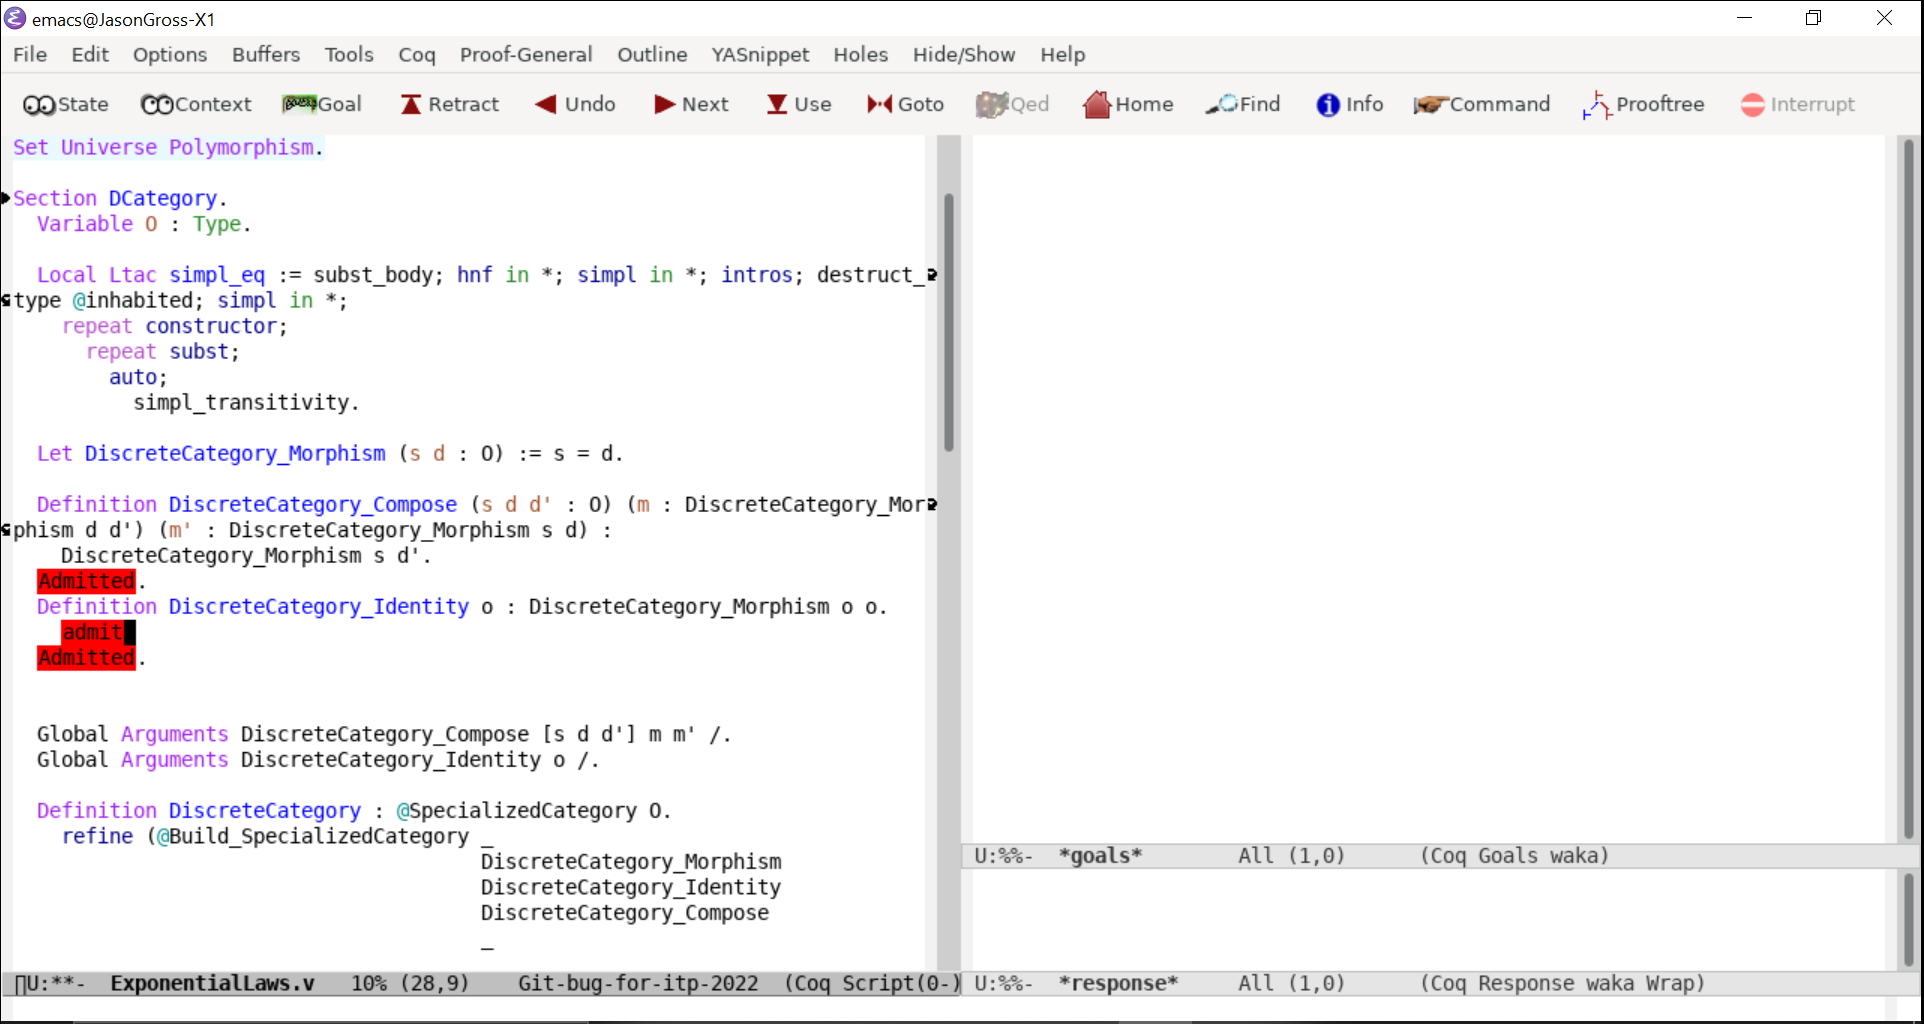 emacs@JasonGross-X1
File Edit Options Buffers Tools Coq Proof-General Outline YASnippet Holes Hide/Show Help
State Context Goal Retract Undo Next Use Goto Qed Home Find Info Command Prooftree Interrupt
Set Universe Polymorphism.
Section DCategory.
Variable O : Type.
Local Ltac simpl_eq := subst_body; hnf in *; simpl in *; intros; destruct_
type @inhabited; simpl in *;
repeat constructor;
repeat subst;
auto;
simpl_transitivity.
Let DiscreteCategory_Morphism (s d : O) := s = d.
Definition DiscreteCategory_Compose (s d d' : O) (m : DiscreteCategory_Mor
phism d d') (m' : DiscreteCategory_Morphism s d) :
DiscreteCategory_Morphism s d'.
Admitted.
Definition DiscreteCategory_Identity o : DiscreteCategory_Morphism o o.
admit
Admitted.
Global Arguments DiscreteCategory_Compose [s d d'] m m' /.
Global Arguments DiscreteCategory_Identity o /.
Definition DiscreteCategory : @SpecializedCategory O.
refine (@Build_SpecializedCategory _
DiscreteCategory_Morphism
DiscreteCategory_Identity
DiscreteCategory_Compose
_
U:**- ExponentialLaws.v 10% (28,9) Git-bug-for-itp-2022 (Coq Script(0-)
U:%%- *goals* All (1,0) (Coq Goals waka)
U:%%- *response* All (1,0) (Coq Response waka Wrap)